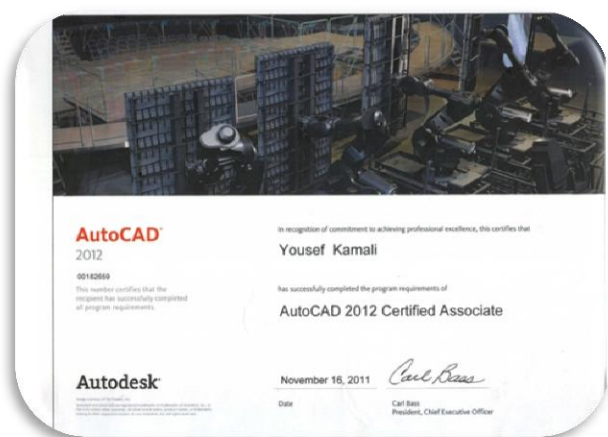 AutoCAD
2012
00182659
This number certifies that the
recipient has successfully completed
all program requirements.
In recognition of commitment to achieving professional excellence, this certifies that
Yousef Kamali
has successfully completed the program requirements of
AutoCAD 2012 Certified Associate
Autodesk
November 16, 2011
Carl Bass
Date
Carl Bass
President, Chief Executive Officer